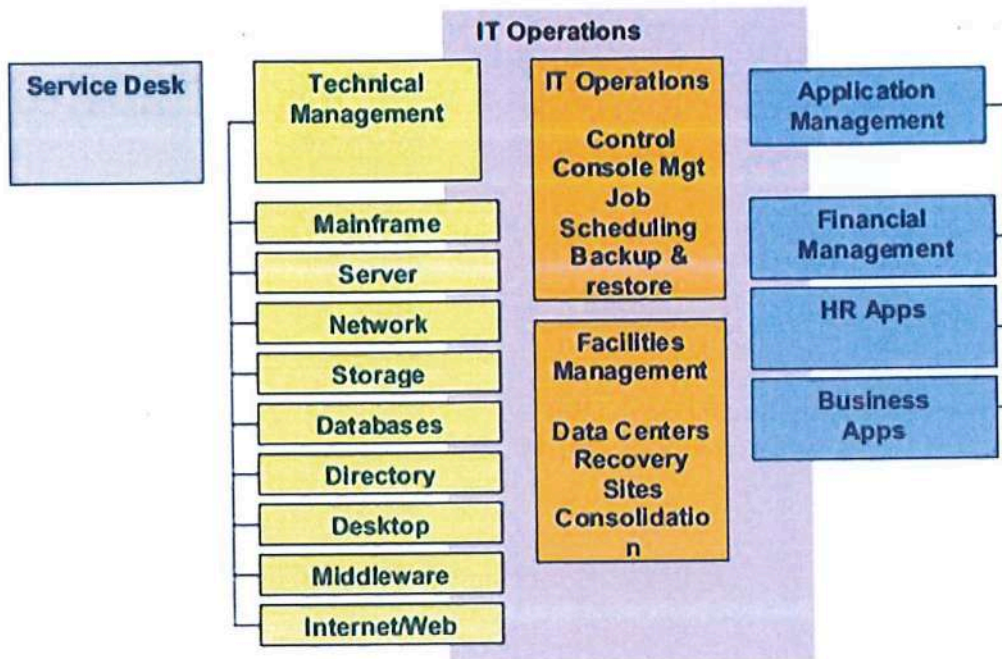 IT Operations
Service Desk
Technical
Management
Mainframe
Server
Network
Storage
Databases
Directory
Desktop
Middleware
Internet/Web
IT Operations
Control
Console Mgt
Job
Scheduling
Backup &
restore
Facilities
Management
Data Centers
Recovery
Sites
Consolidatio
n
Application
Management
Financial
Management
HR Apps
Business
Apps